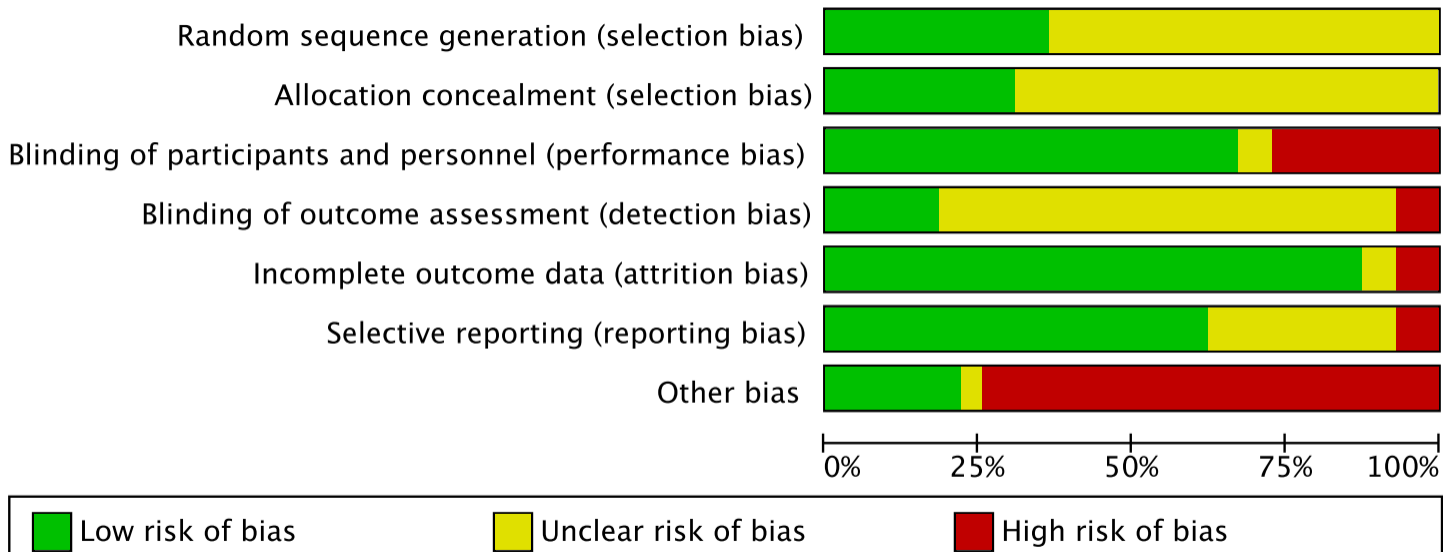 Random sequence generation (selection bias)
Allocation concealment (selection bias)
Blinding of participants and personnel (performance bias)
Blinding of outcome assessment (detection bias)
Incomplete outcome data (attrition bias)
Selective reporting (reporting bias)
Other bias
0% 25% 50% 75% 100%
Low risk of bias Unclear risk of bias High risk of bias